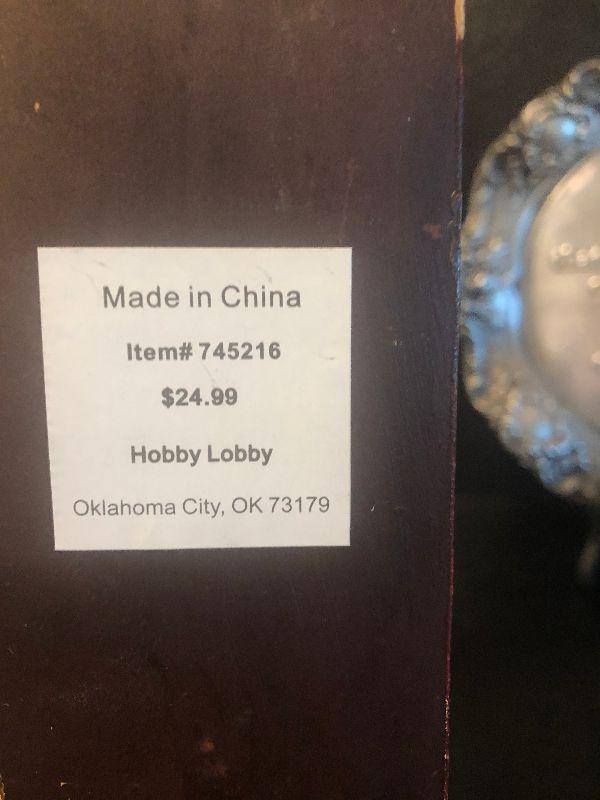 Made in China
Item# 745216
$24.99
Hobby Lobby
Oklahoma City, OK 73179